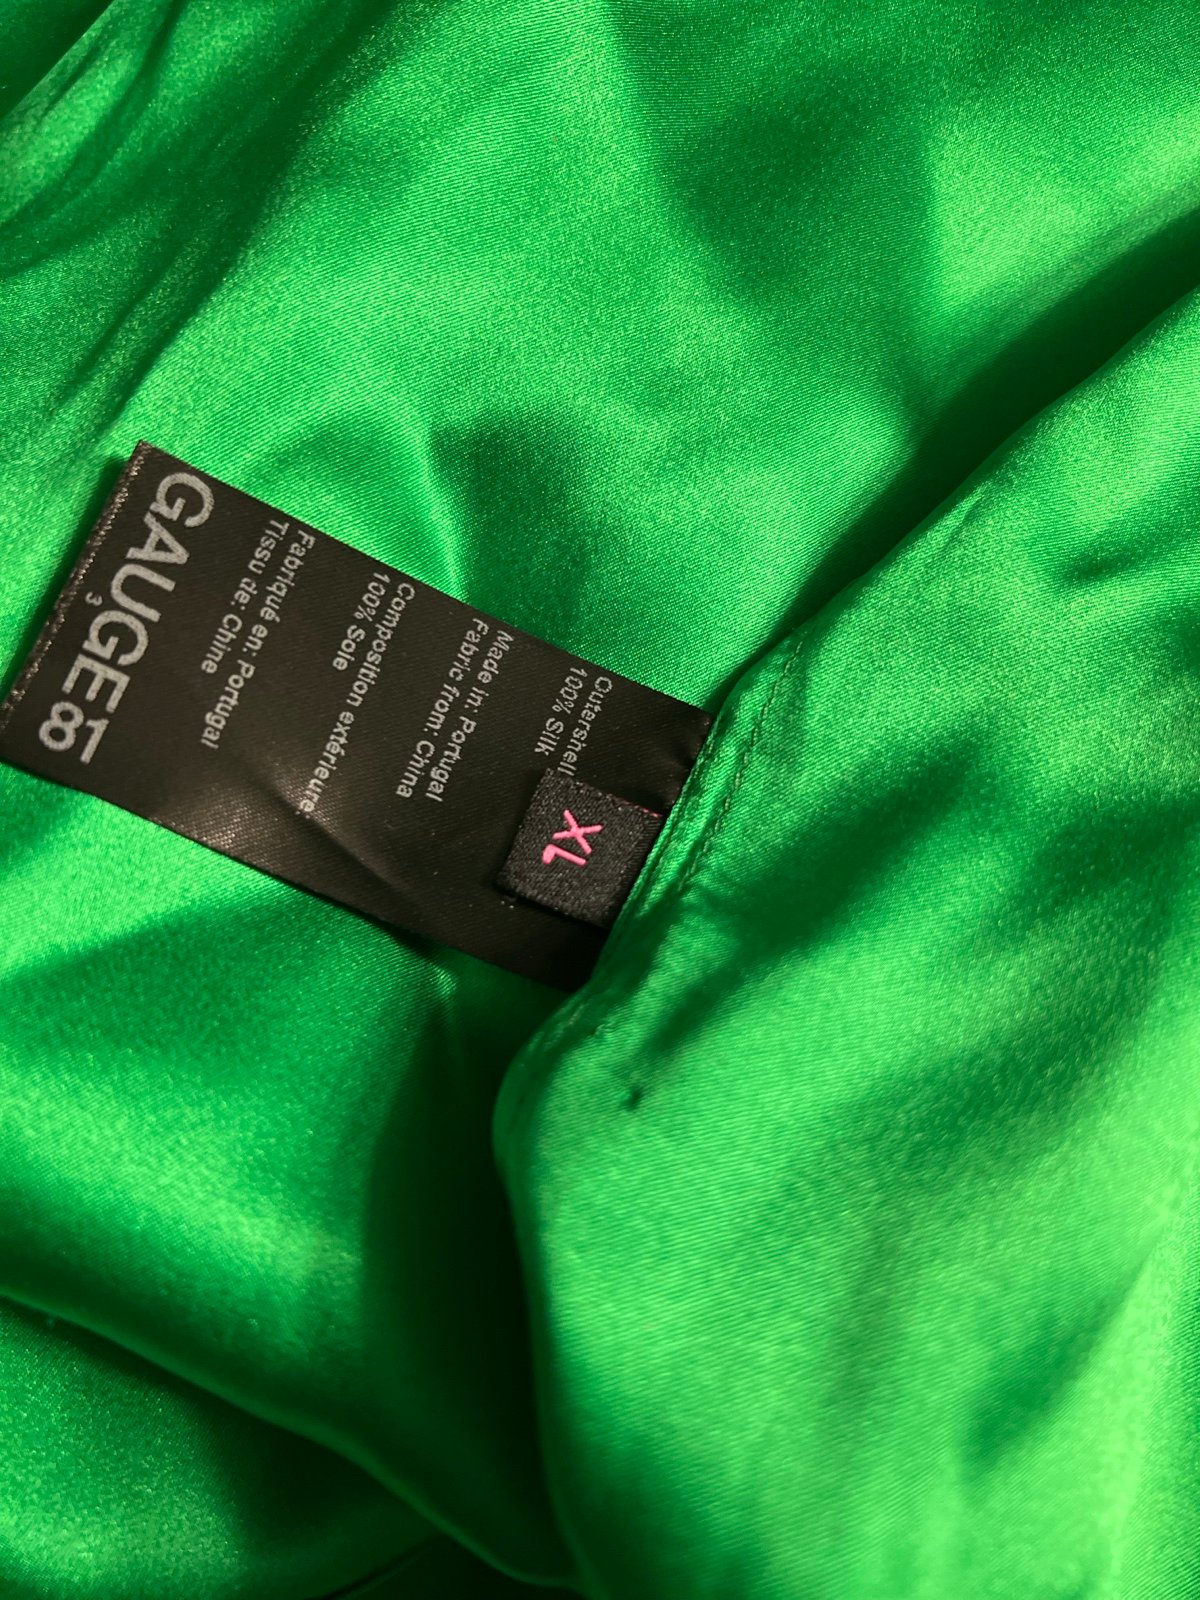 Outershell
100% Silk
Made in: Portugal
Fabric from: China
Composition extérieure:
100% Soie
Fabriqué en: Portugal
Tissu de: Chine
GAUGE81
3
XL